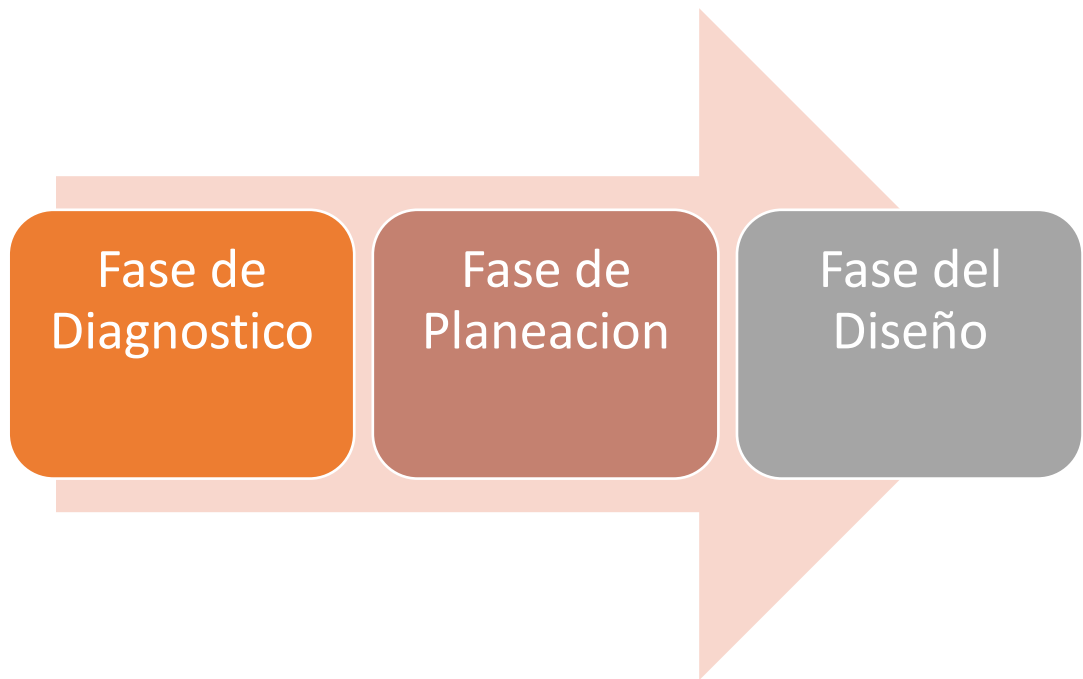 Fase de
Diagnostico
Fase de
Planeacion
Fase del
Diseño